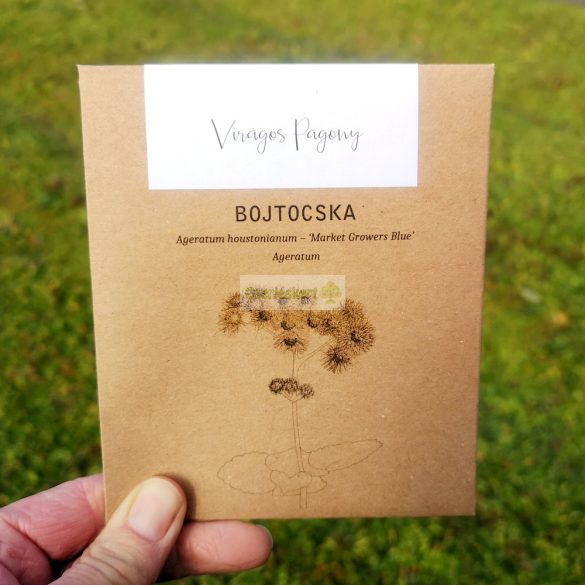 Virágos Pagony
BOJTOCSKA
Ageratum houstonianum – ‘Market Growers Blue’
Ageratum